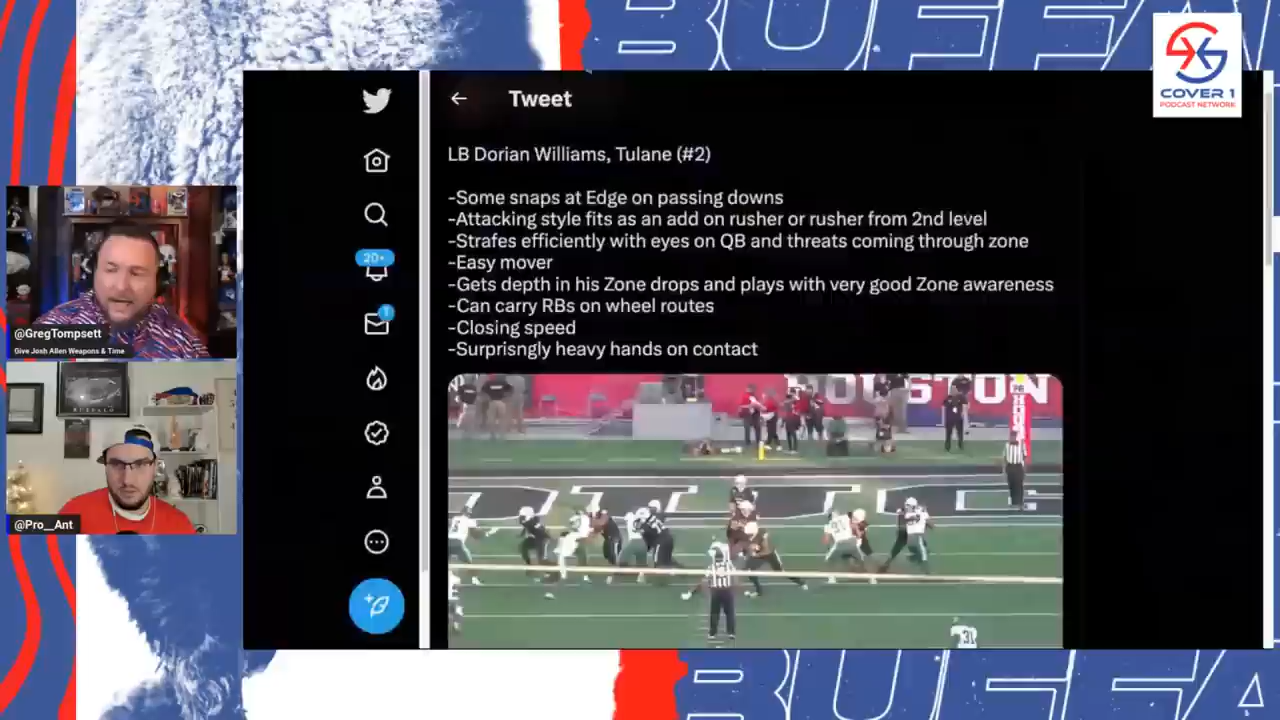 BUFFA
COVER 1
PODCAST NETWORK
Tweet
LB Dorian Williams, Tulane (#2)
-Some snaps at Edge on passing downs
-Attacking style fits as an add on rusher or rusher from 2nd level
-Strafes efficiently with eyes on QB and threats coming through zone
-Easy mover
-Gets depth in his Zone drops and plays with very good Zone awareness
-Can carry RBs on wheel routes
-Closing speed
-Surprisngly heavy hands on contact
20+
1
@GregTompsett
Give Josh Allen Weapons & Time
BUFFALO
@Pro__Ant
HOUSTON
31
BUFFA